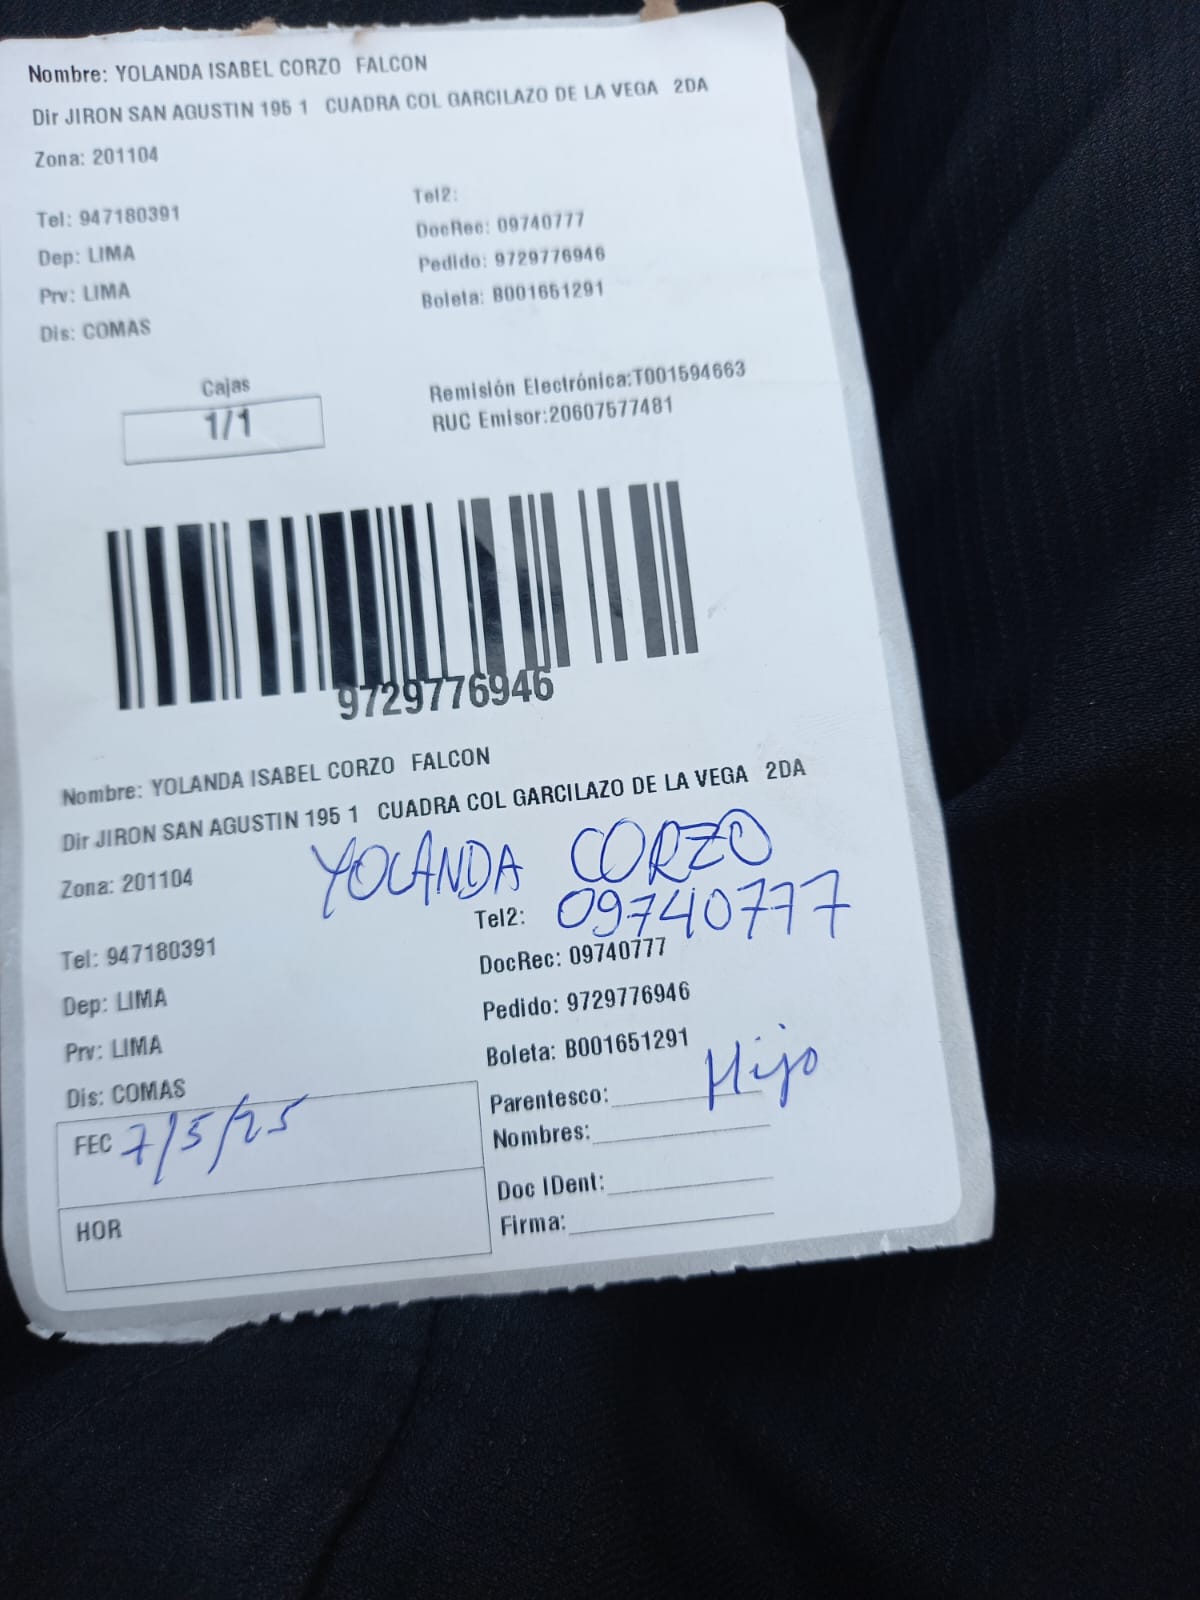 Nombre: YOLANDA ISABEL CORZO FALCON
Dir JIRON SAN AGUSTIN 195 1 CUADRA COL GARCILAZO DE LA VEGA 2DA
Zona: 201104
Tel: 947180391
Tel2:
DocRec: 09740777
Dep: LIMA
Pedido: 9729776946
Prv: LIMA
Boleta: B001651291
Dis: COMAS
Cajas
1/1
Remisión Electrónica:T001594663
RUC Emisor:20607577481
9729776946
Nombre: YOLANDA ISABEL CORZO FALCON
Dir JIRON SAN AGUSTIN 195 1 CUADRA COL GARCILAZO DE LA VEGA 2DA
YOLANDA CORZO
Zona: 201104
09740777
Tel2:
Tel: 947180391
DocRec: 09740777
Dep: LIMA
Pedido: 9729776946
Prv: LIMA
Boleta: B001651291
Dis: COMAS
Parentesco: Hijo
FEC 7/5/25
Nombres:
Doc IDent:
HOR
Firma: